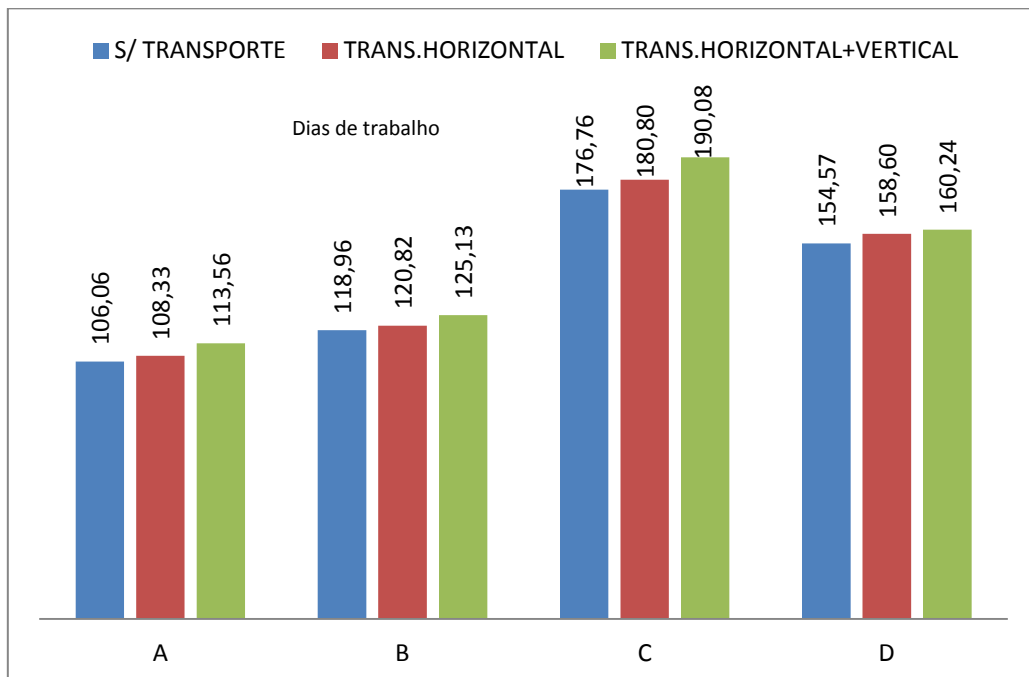 S/ TRANSPORTE TRANS.HORIZONTAL TRANS.HORIZONTAL+VERTICAL
Dias de trabalho
106,06 108,33 113,56 118,96 120,82 125,13 176,76 180,80 190,08 154,57 158,60 160,24
A B C D